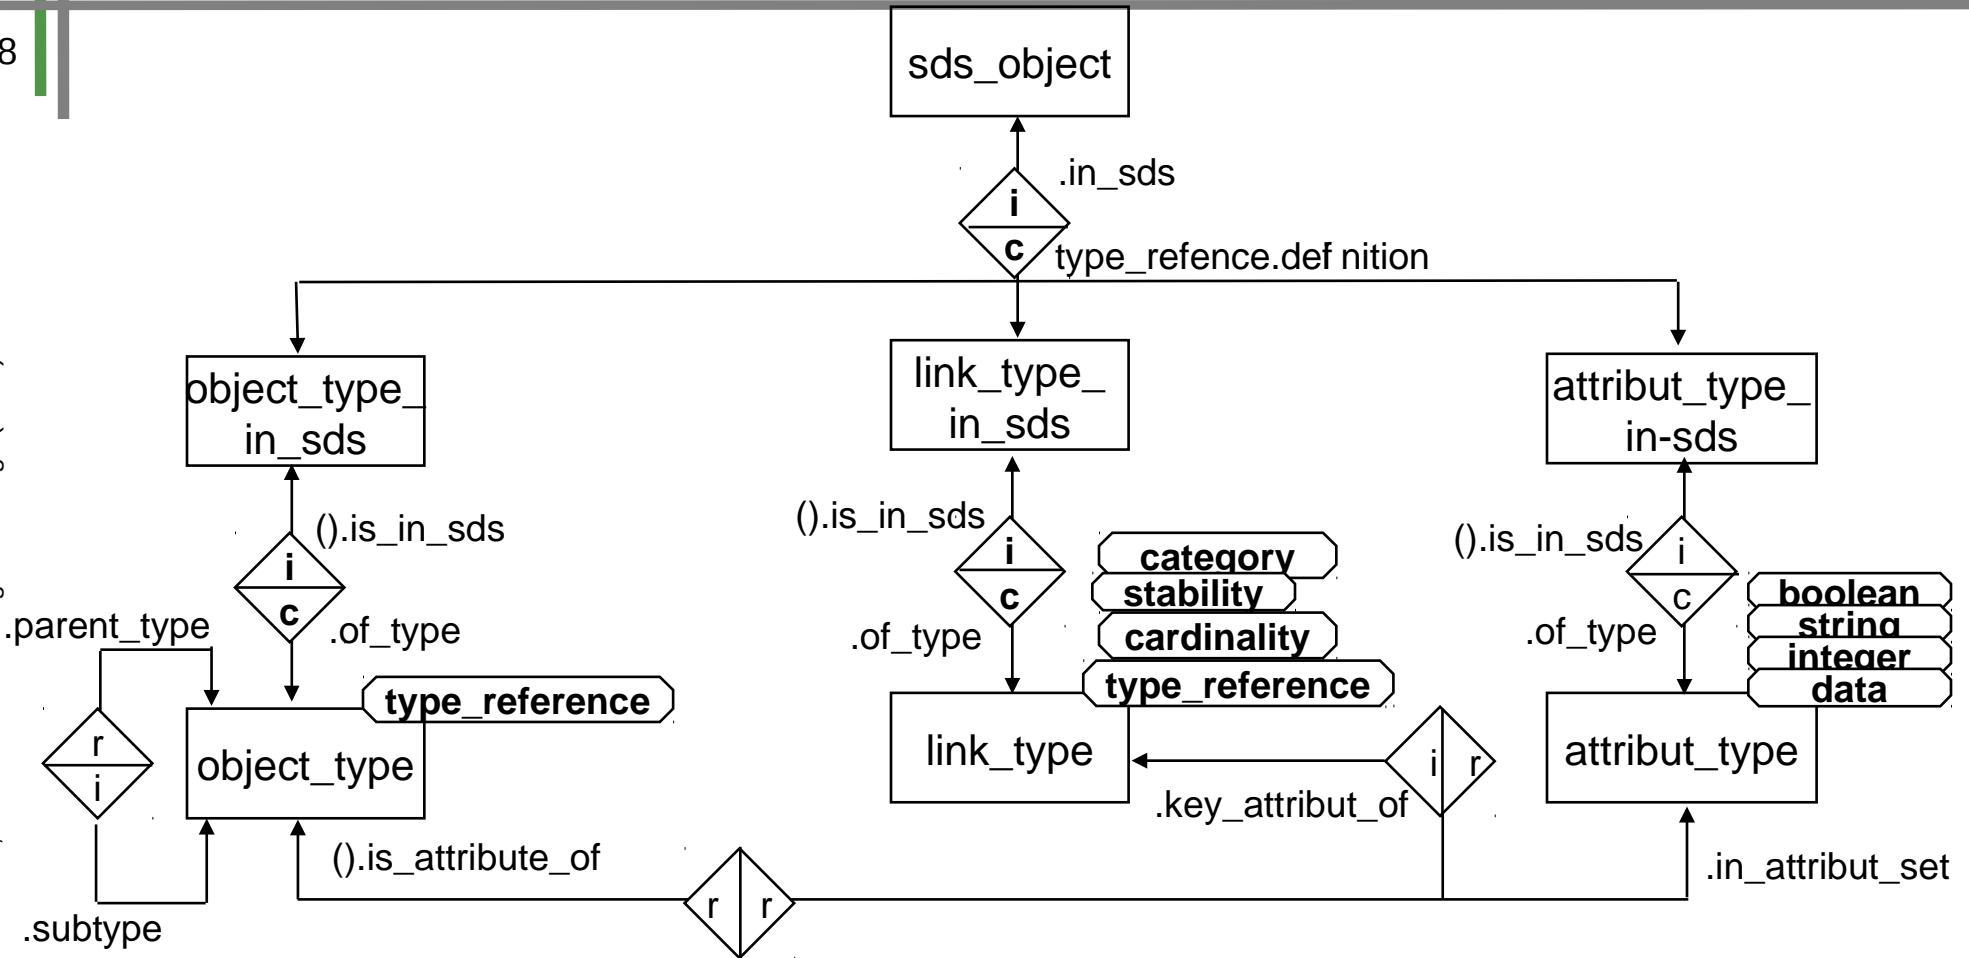 8
sds_object
.in_sds
i
c
type_refence.def nition
object_type_
in_sds
link_type_
in_sds
attribut_type_
in-sds
().is_in_sds
i
c
.of_type
().is_in_sds
i
c
.of_type
category
stability
cardinality
type_reference
().is_in_sds
i
c
.of_type
boolean
string
integer
data
.parent_type
r
i
.subtype
type_reference
object_type
link_type
i r
.key_attribut_of
attribut_type
().is_attribute_of
r r
.in_attribut_set